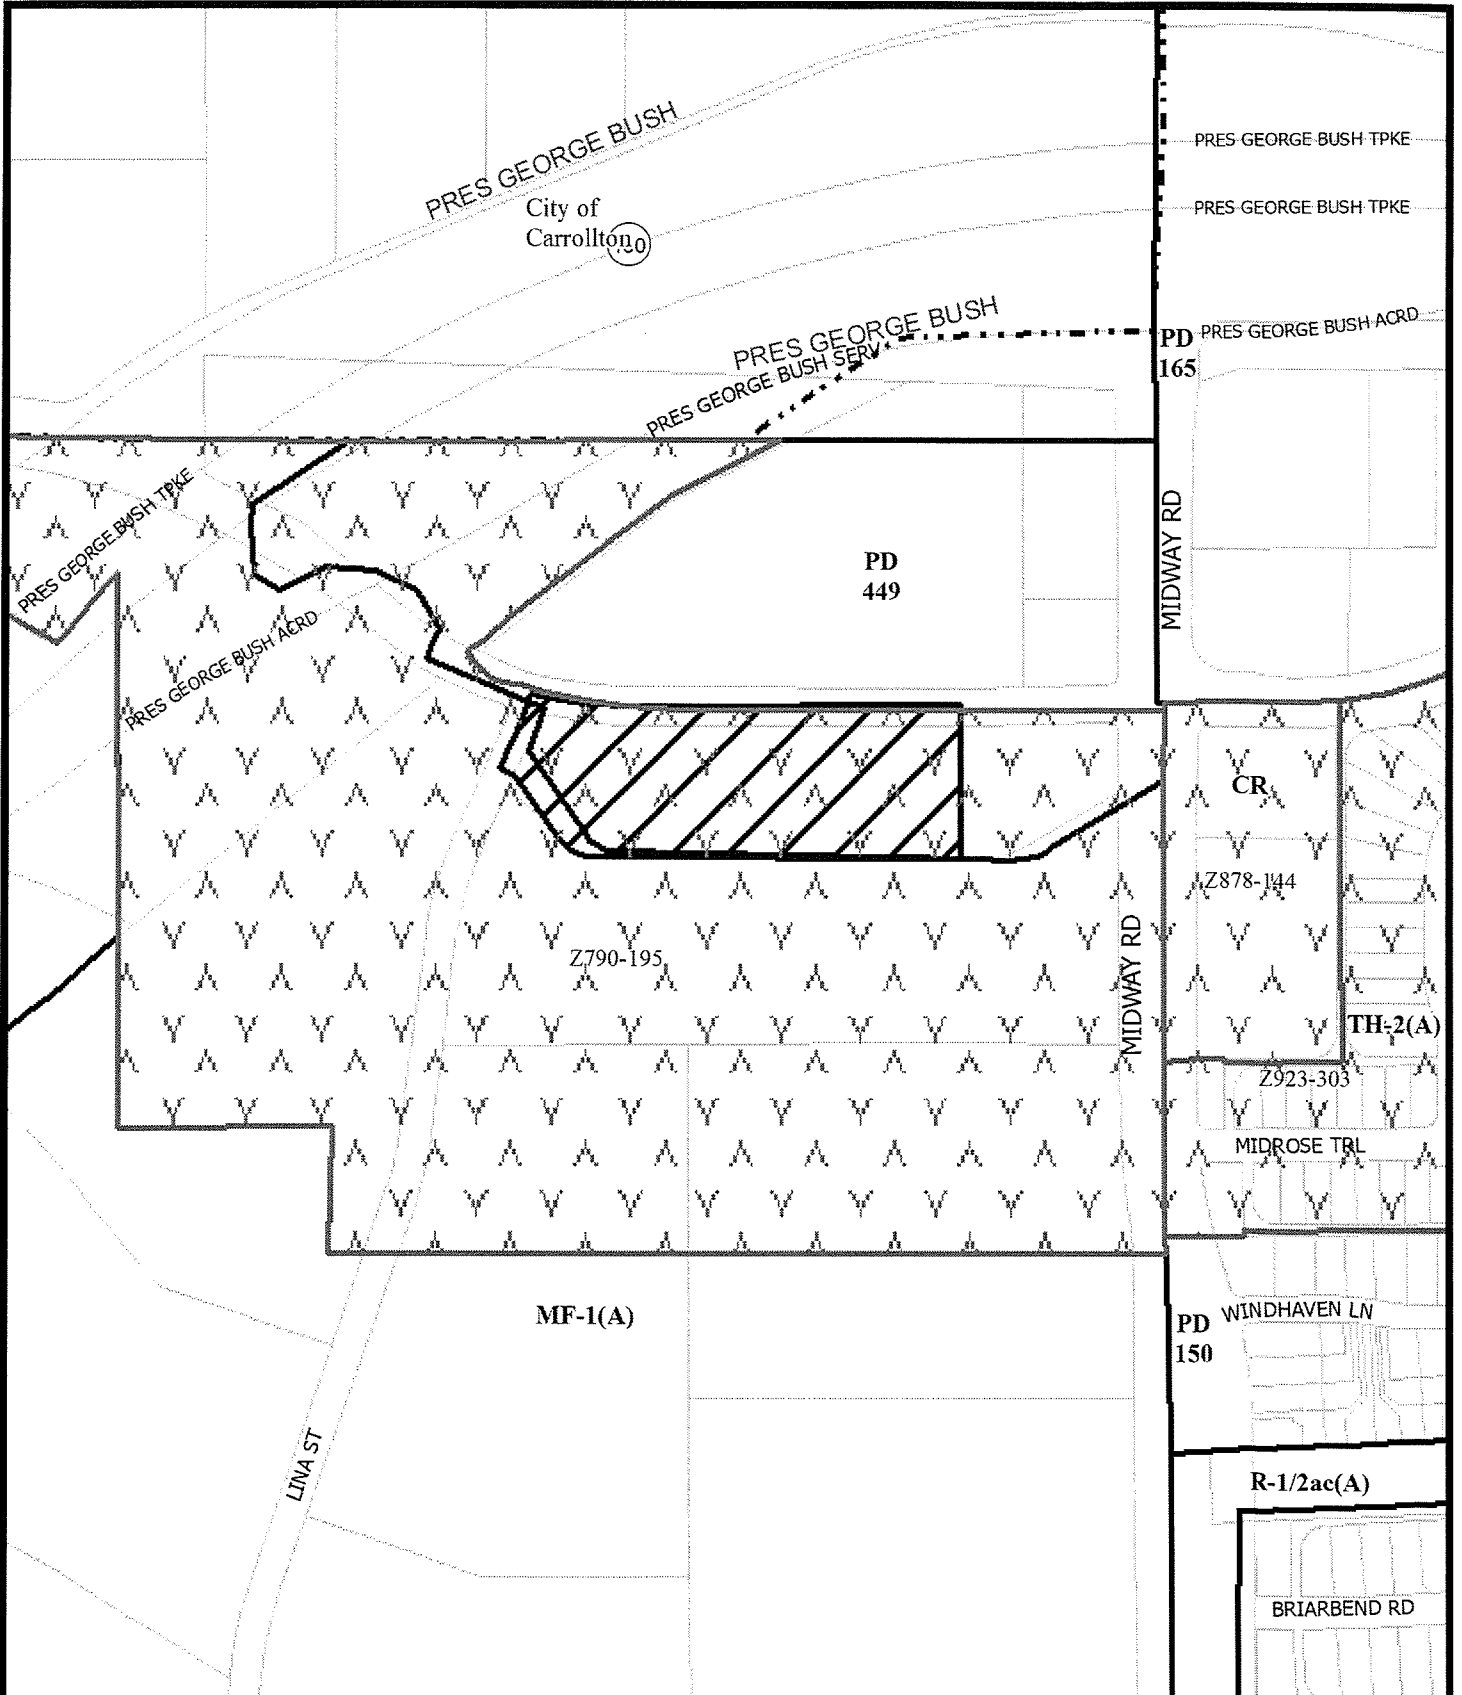 PRES GEORGE BUSH
PRES GEORGE BUSH TPKE
City of
Carrollton
PRES GEORGE BUSH TPKE
PRES GEORGE BUSH
PRES GEORGE BUSH SERV
PD
165
PRES GEORGE BUSH ACRD
PRES GEORGE BUSH TPKE
MIDWAY RD
PD
449
PRES GEORGE BUSH ACRD
CR
Z878-144
MIDWAY RD
Z790-195
TH-2(A)
Z923-303
MIDROSE TRL
MF-1(A)
WINDHAVEN LN
PD
150
LINA ST
R-1/2ac(A)
BRIARBEND RD